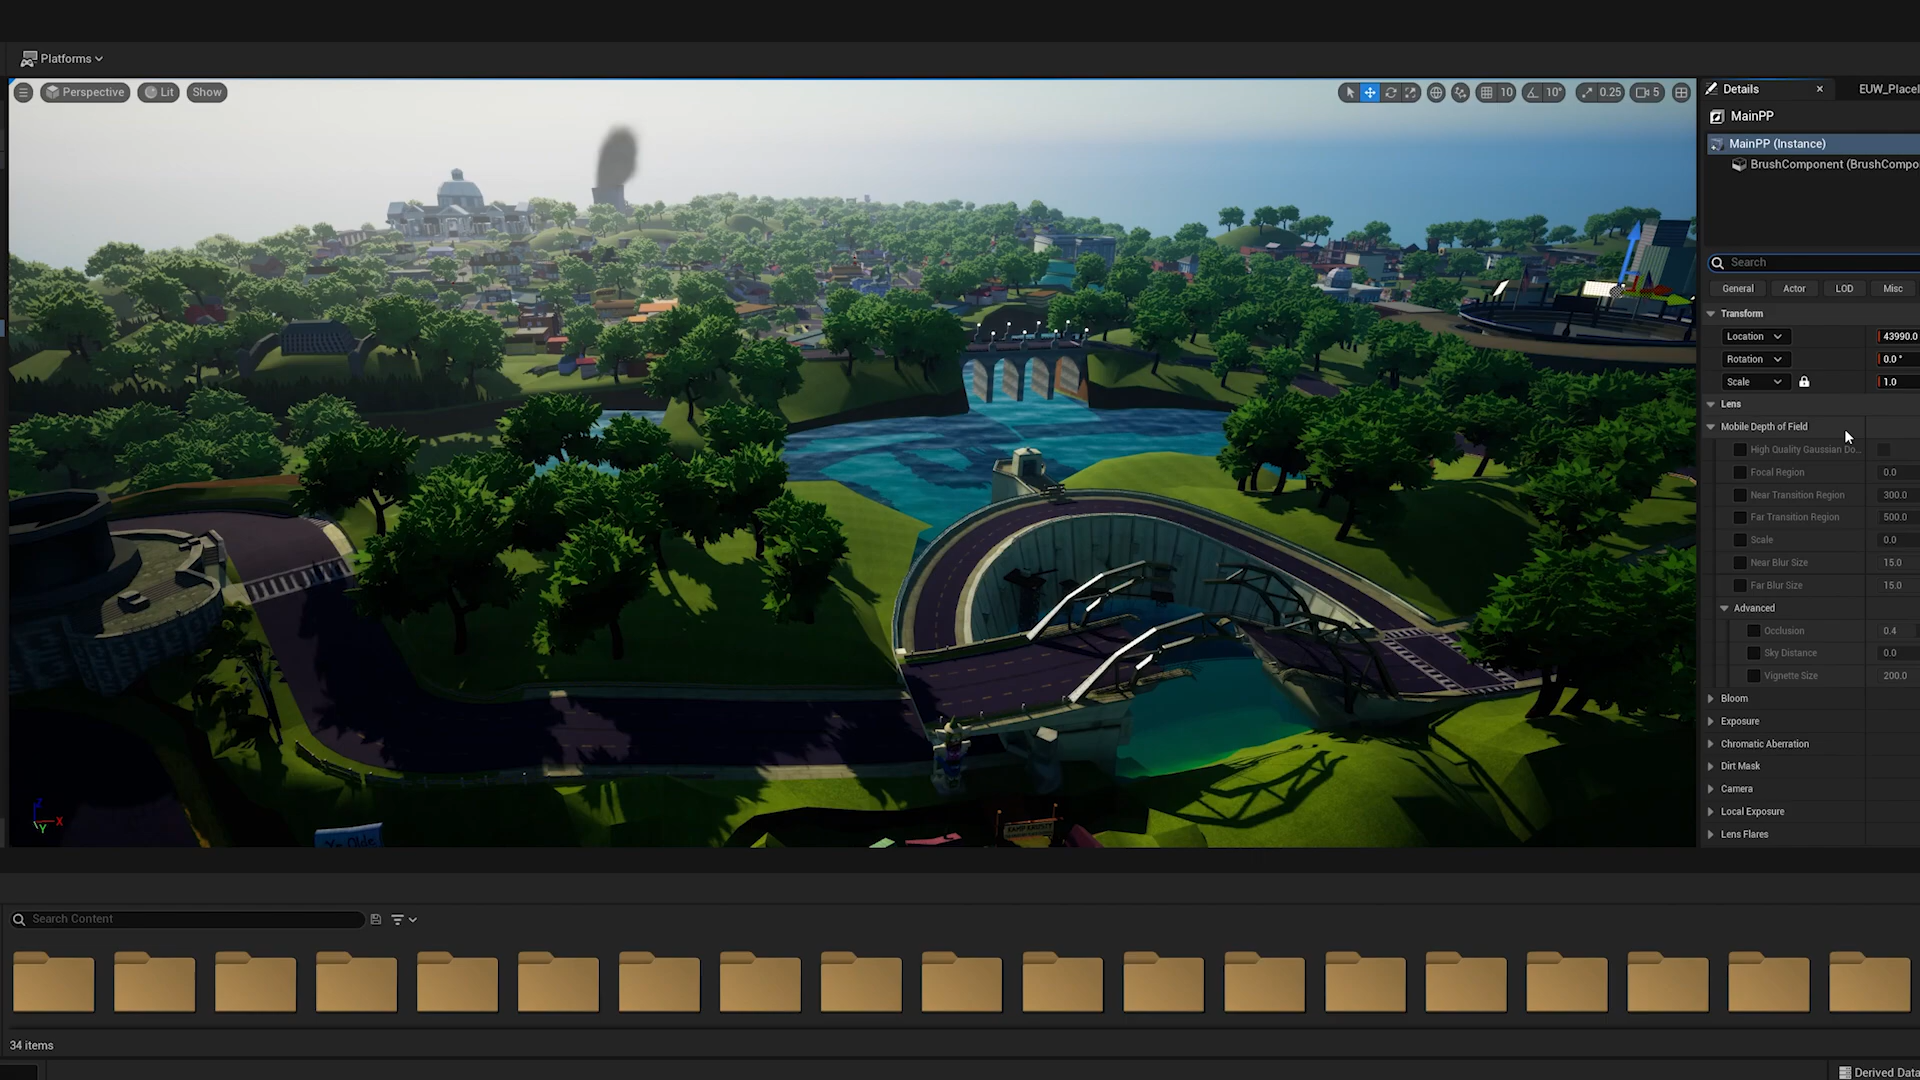 Platforms
Perspective
Lit
Show
10
10°
0.25
5
Details
EUW_Placel
MainPP
MainPP (Instance)
BrushComponent (BrushCompo
Search
General
Actor
LOD
Misc
Transform
Location
43990.0
Rotation
0.0 °
Scale
1.0
Lens
Mobile Depth of Field
High Quality Gaussian Do...
Focal Region
0.0
Near Transition Region
300.0
Far Transition Region
500.0
Scale
0.0
Near Blur Size
15.0
Far Blur Size
15.0
Advanced
Occlusion
0.4
Sky Distance
0.0
Vignette Size
200.0
Bloom
Exposure
Chromatic Aberration
Dirt Mask
Camera
Local Exposure
Lens Flares
Z
X
Y
Ye Olde
Search Content
34 items
Derived Data